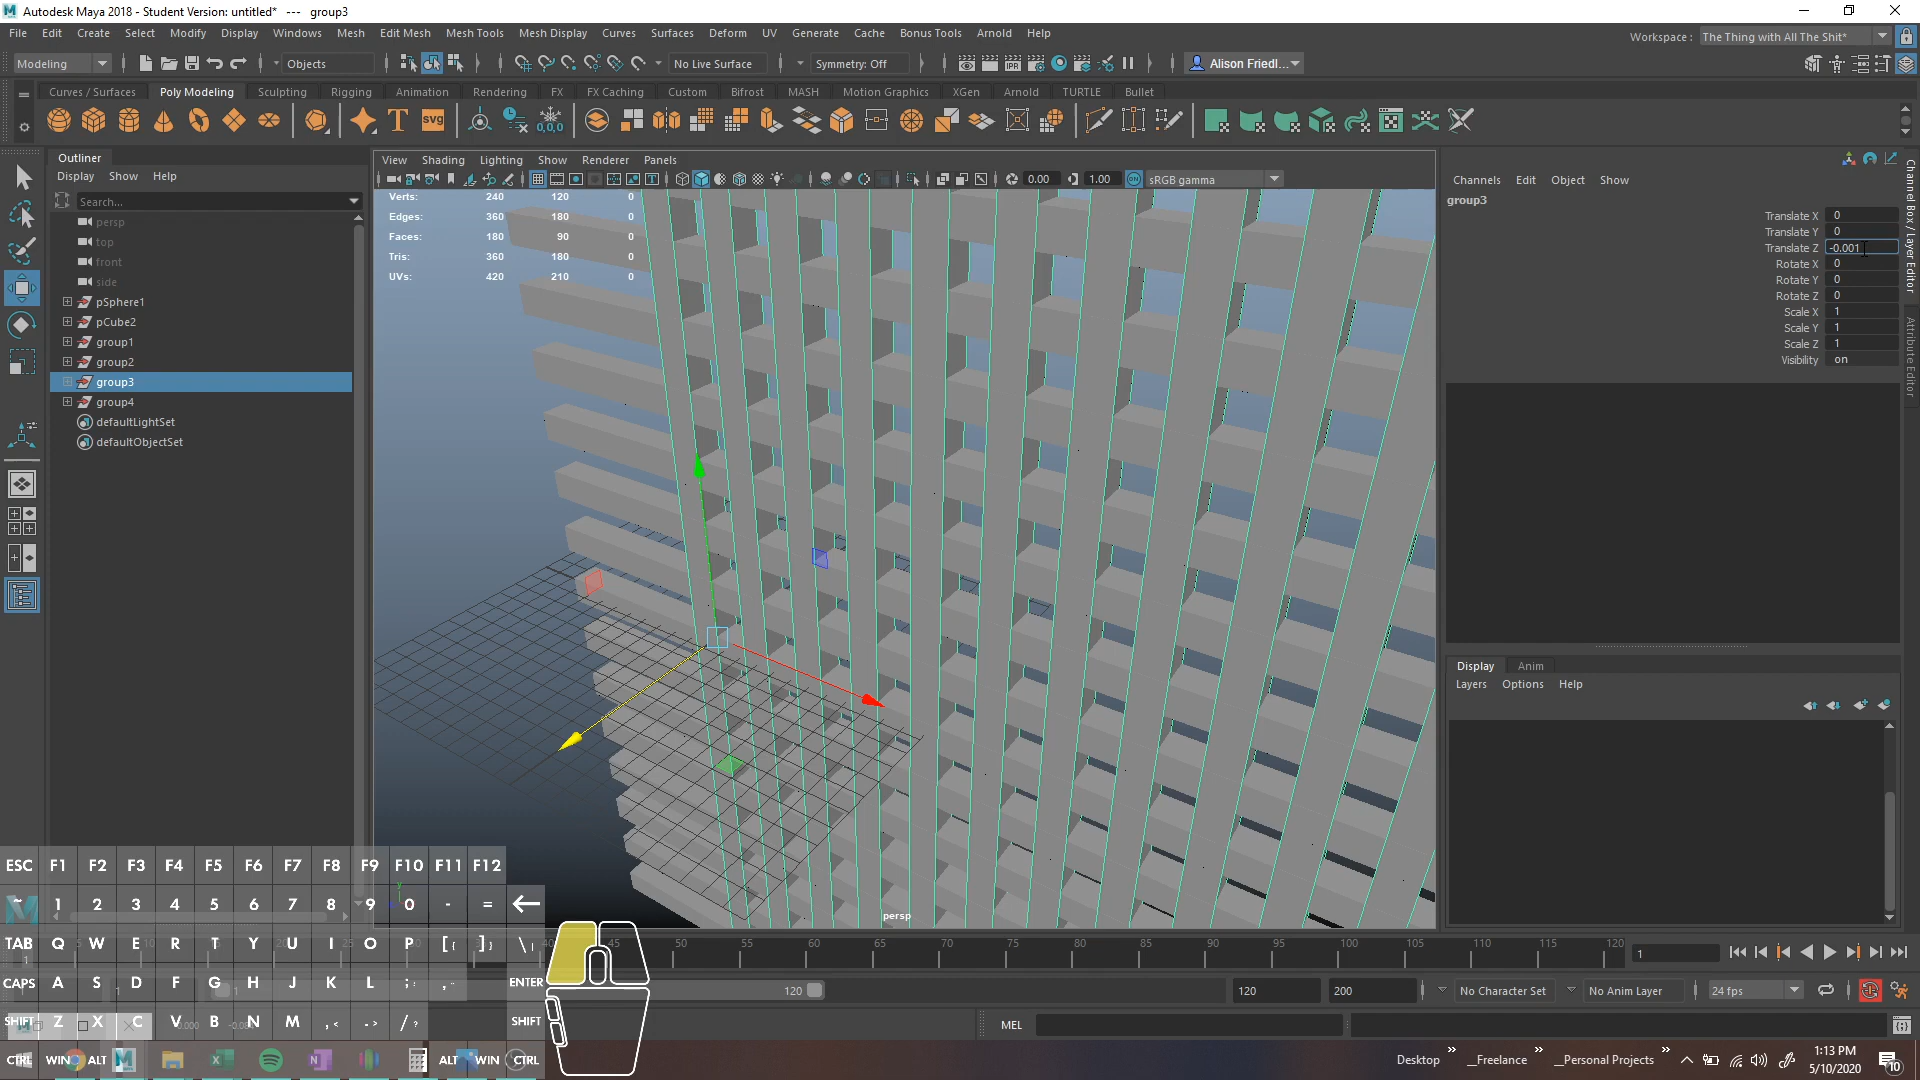 Autodesk Maya 2018 - Student Version: untitled* --- group3
File Edit Create Select Modify Display Windows Mesh Edit Mesh Mesh Tools Mesh Display Curves Surfaces Deform UV Generate Cache Bonus Tools Arnold Help
Workspace : The Thing with All The Shit*
Modeling Objects No Live Surface Symmetry: Off Alison Friedl...
Curves / Surfaces Poly Modeling Sculpting Rigging Animation Rendering FX FX Caching Custom Bifrost MASH Motion Graphics XGen Arnold TURTLE Bullet
Outliner
Display Show Help
Search...
persp
top
front
side
pSphere1
pCube2
group1
group2
group3
group4
defaultLightSet
defaultObjectSet
View Shading Lighting Show Renderer Panels
0.00 1.00 sRGB gamma
Verts: 240 120 0
Edges: 360 180 0
Faces: 180 90 0
Tris: 360 180 0
UVs: 420 210 0
persp
Channels Edit Object Show
group3
Translate X 0
Translate Y 0
Translate Z -0.001
Rotate X 0
Rotate Y 0
Rotate Z 0
Scale X 1
Scale Y 1
Scale Z 1
Visibility on
Channel Box / Layer Editor
Attribute Editor
Display Anim
Layers Options Help
ESC F1 F2 F3 F4 F5 F6 F7 F8 F9 F10 F11 F12
~ 1 2 3 4 5 6 7 8 9 0 - =
TAB Q W E R T Y U I O P [{ ]} \|
CAPS A S D F G H J K L ;: ," ENTER
SHIFT Z X C V B N M ,< .> /? SHIFT
CTRL WIN ALT ALT WIN CTRL
45 50 55 60 65 70 75 80 85 90 95 100 105 110 115 120
1
120 120 200 No Character Set No Anim Layer 24 fps
MEL
Desktop _Freelance _Personal Projects
1:13 PM
5/10/2020
10